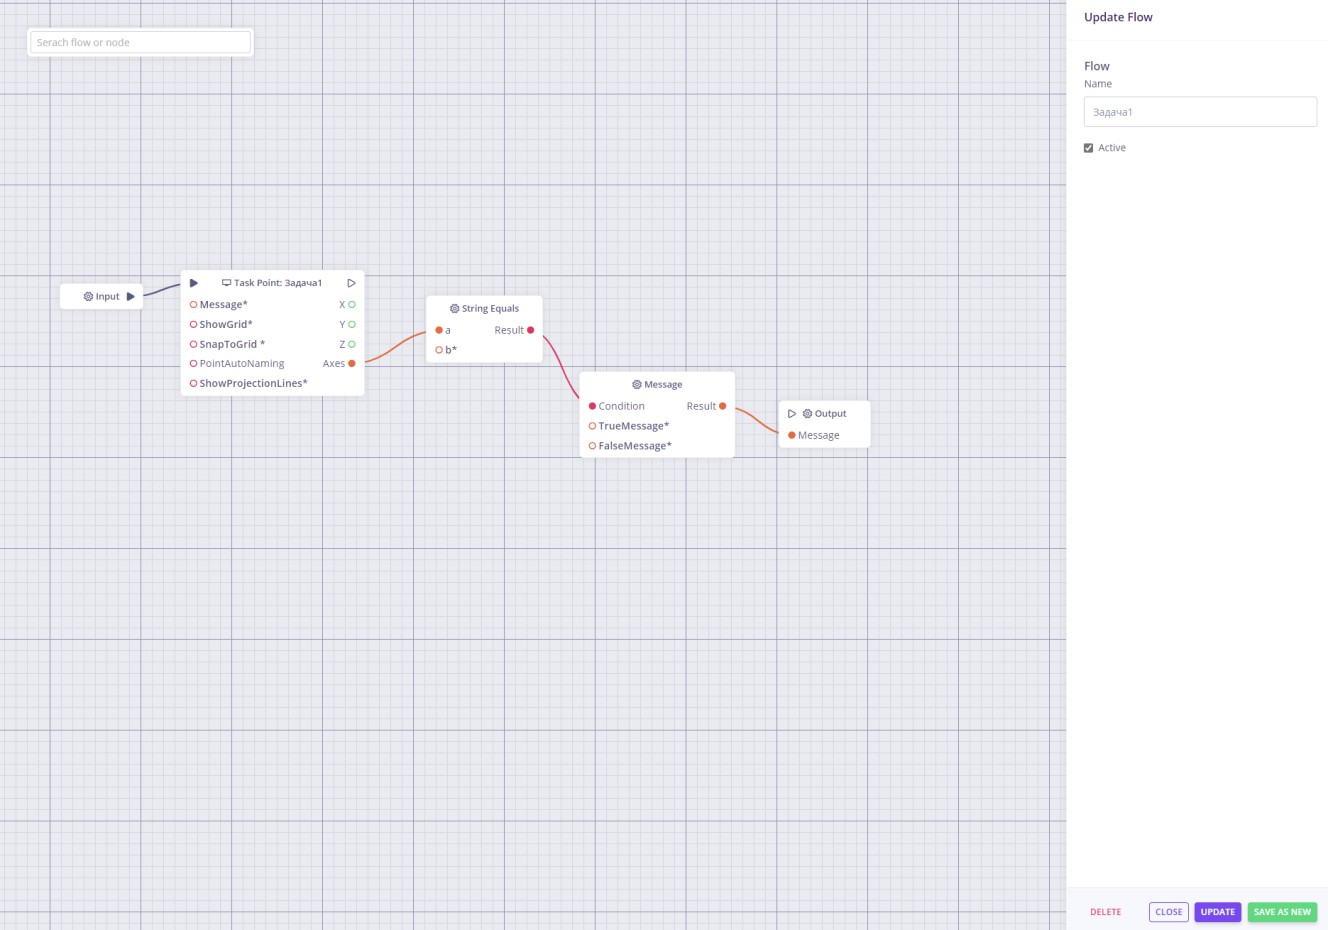 Serach flow or node
Update Flow
Flow
Name
Задача1
Active
Input
Task Point: Задача1
Message* X
ShowGrid* Y
SnapToGrid * Z
PointAutoNaming Axes
ShowProjectionLines*
String Equals
a Result
b*
Message
Condition Result
TrueMessage*
FalseMessage*
Output
Message
DELETE CLOSE UPDATE SAVE AS NEW